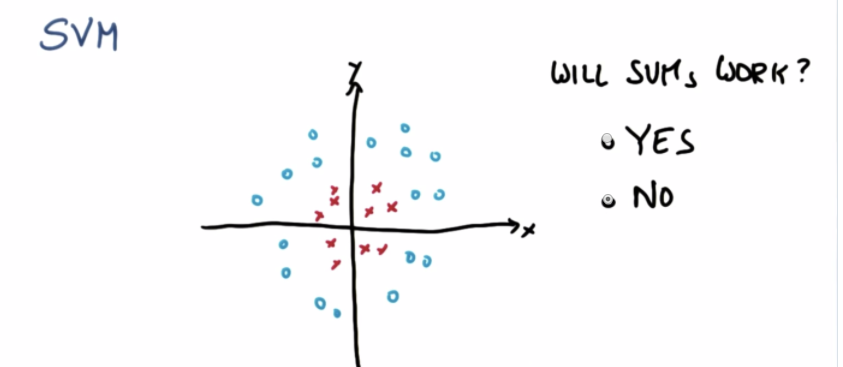 SVM
y
WILL SVMs WORK?
YES
NO
x